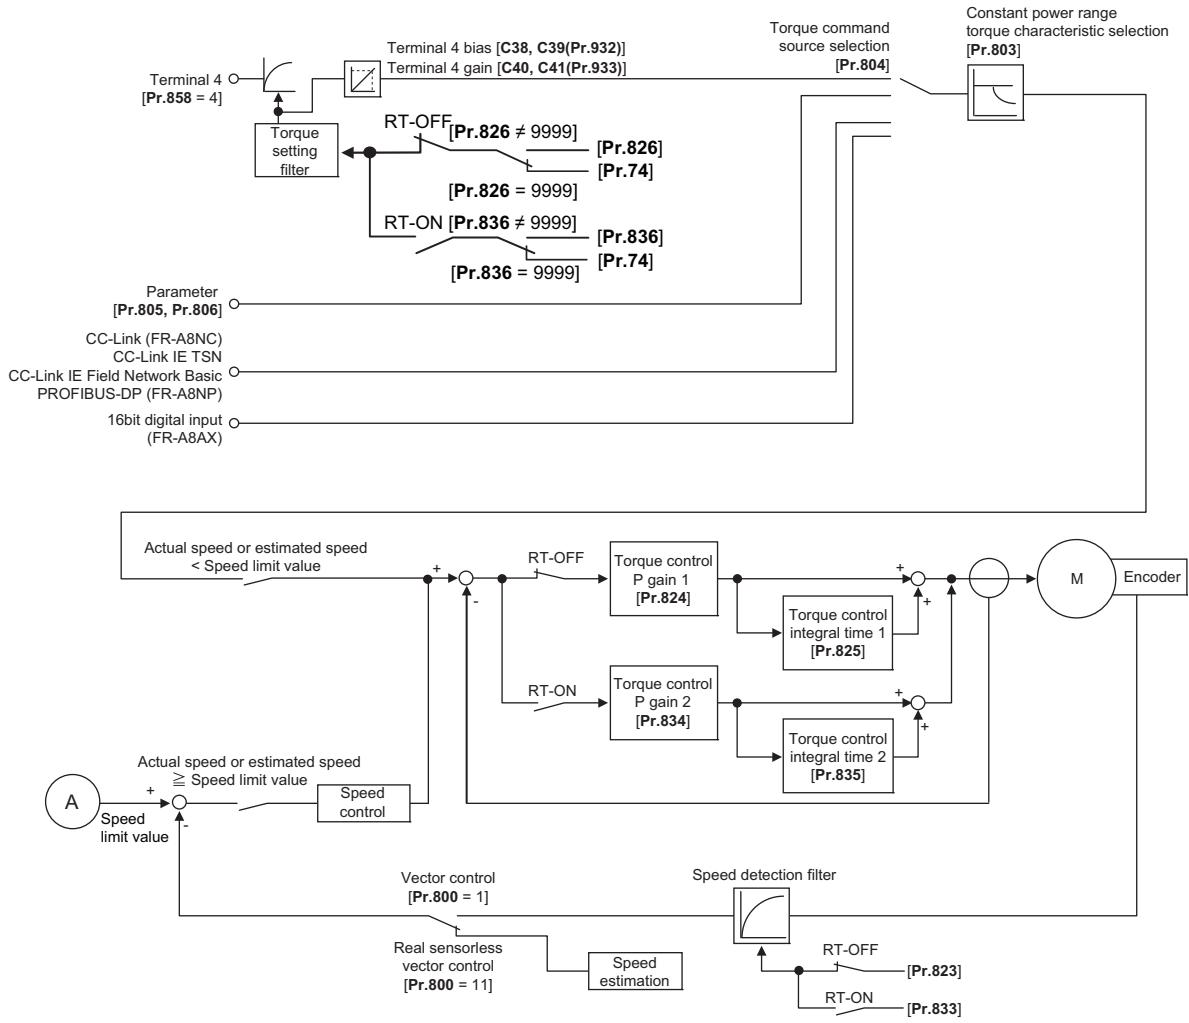 Constant power range
torque characteristic selection
[Pr.803]
Torque command
source selection
[Pr.804]
Terminal 4 bias [C38, C39(Pr.932)]
Terminal 4 gain [C40, C41(Pr.933)]
Terminal 4
[Pr.858 = 4]
Torque
setting
filter
RT-OFF
[Pr.826 ≠ 9999]
[Pr.826]
[Pr.74]
[Pr.826 = 9999]
RT-ON
[Pr.836 ≠ 9999]
[Pr.836]
[Pr.74]
[Pr.836 = 9999]
Parameter
[Pr.805, Pr.806]
CC-Link (FR-A8NC)
CC-Link IE TSN
CC-Link IE Field Network Basic
PROFIBUS-DP (FR-A8NP)
16bit digital input
(FR-A8AX)
Actual speed or estimated speed
< Speed limit value
+
-
RT-OFF
Torque control
P gain 1
[Pr.824]
+
+
Torque control
integral time 1
[Pr.825]
M
Encoder
RT-ON
Torque control
P gain 2
[Pr.834]
+
+
Torque control
integral time 2
[Pr.835]
Actual speed or estimated speed
≧ Speed limit value
A
+
-
Speed
limit value
Speed
control
Vector control
[Pr.800 = 1]
Real sensorless
vector control
[Pr.800 = 11]
Speed
estimation
Speed detection filter
RT-OFF
[Pr.823]
RT-ON
[Pr.833]